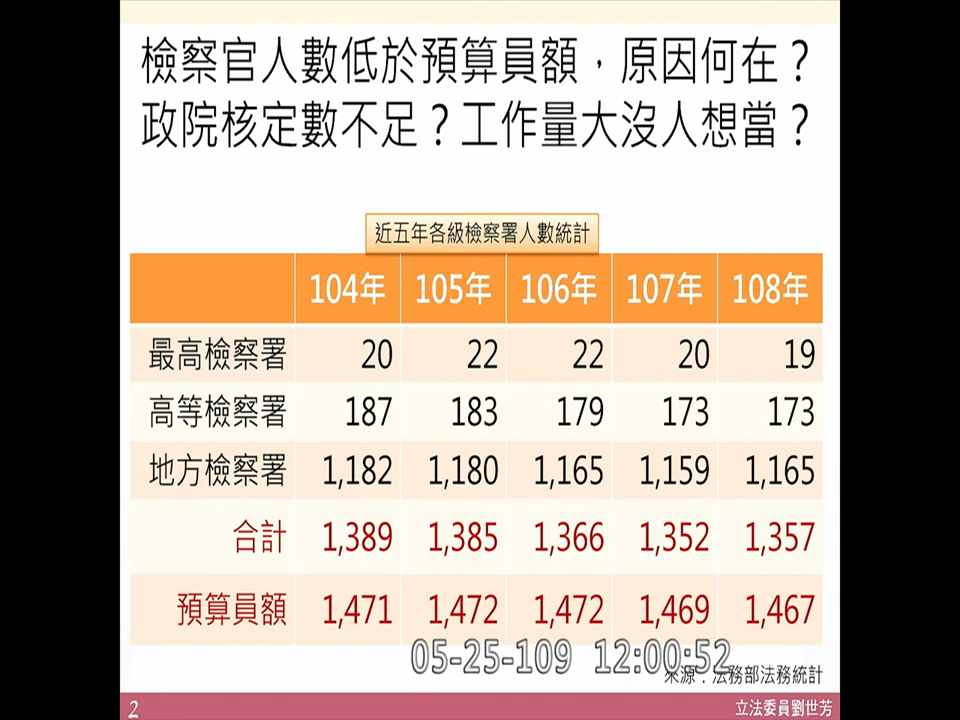 檢察官人數低於預算員額，原因何在？
政院核定數不足？工作量大沒人想當？
近五年各級檢察署人數統計
104年 105年 106年 107年 108年
最高檢察署 20 22 22 20 19
高等檢察署 187 183 179 173 173
地方檢察署 1,182 1,180 1,165 1,159 1,165
合計 1,389 1,385 1,366 1,352 1,357
預算員額 1,471 1,472 1,472 1,469 1,467
05-25-109 12:00:52
來源：法務部法務統計
2 立法委員劉世芳